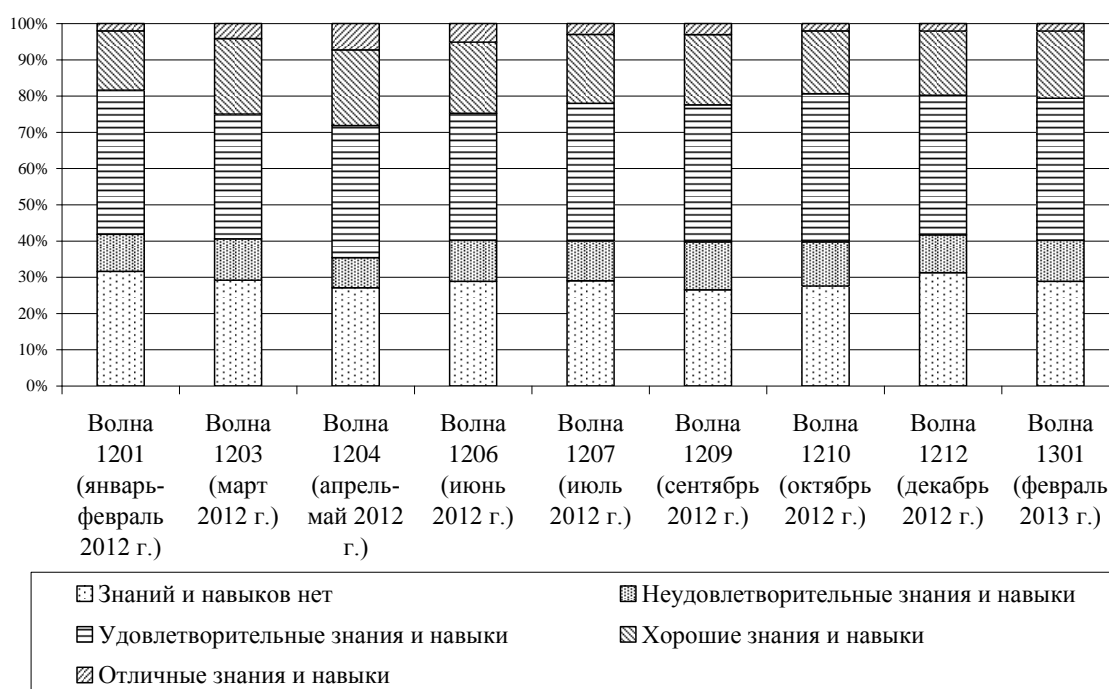 100%
90%
80%
70%
60%
50%
40%
30%
20%
10%
0%
Волна
1201
(январь-
февраль
2012 г.)
Волна
1203
(март
2012 г.)
Волна
1204
(апрель-
май 2012
г.)
Волна
1206
(июнь
2012 г.)
Волна
1207
(июль
2012 г.)
Волна
1209
(сентябрь
2012 г.)
Волна
1210
(октябрь
2012 г.)
Волна
1212
(декабрь
2012 г.)
Волна
1301
(февраль
2013 г.)
Знаний и навыков нет
Неудовлетворительные знания и навыки
Удовлетворительные знания и навыки
Хорошие знания и навыки
Отличные знания и навыки